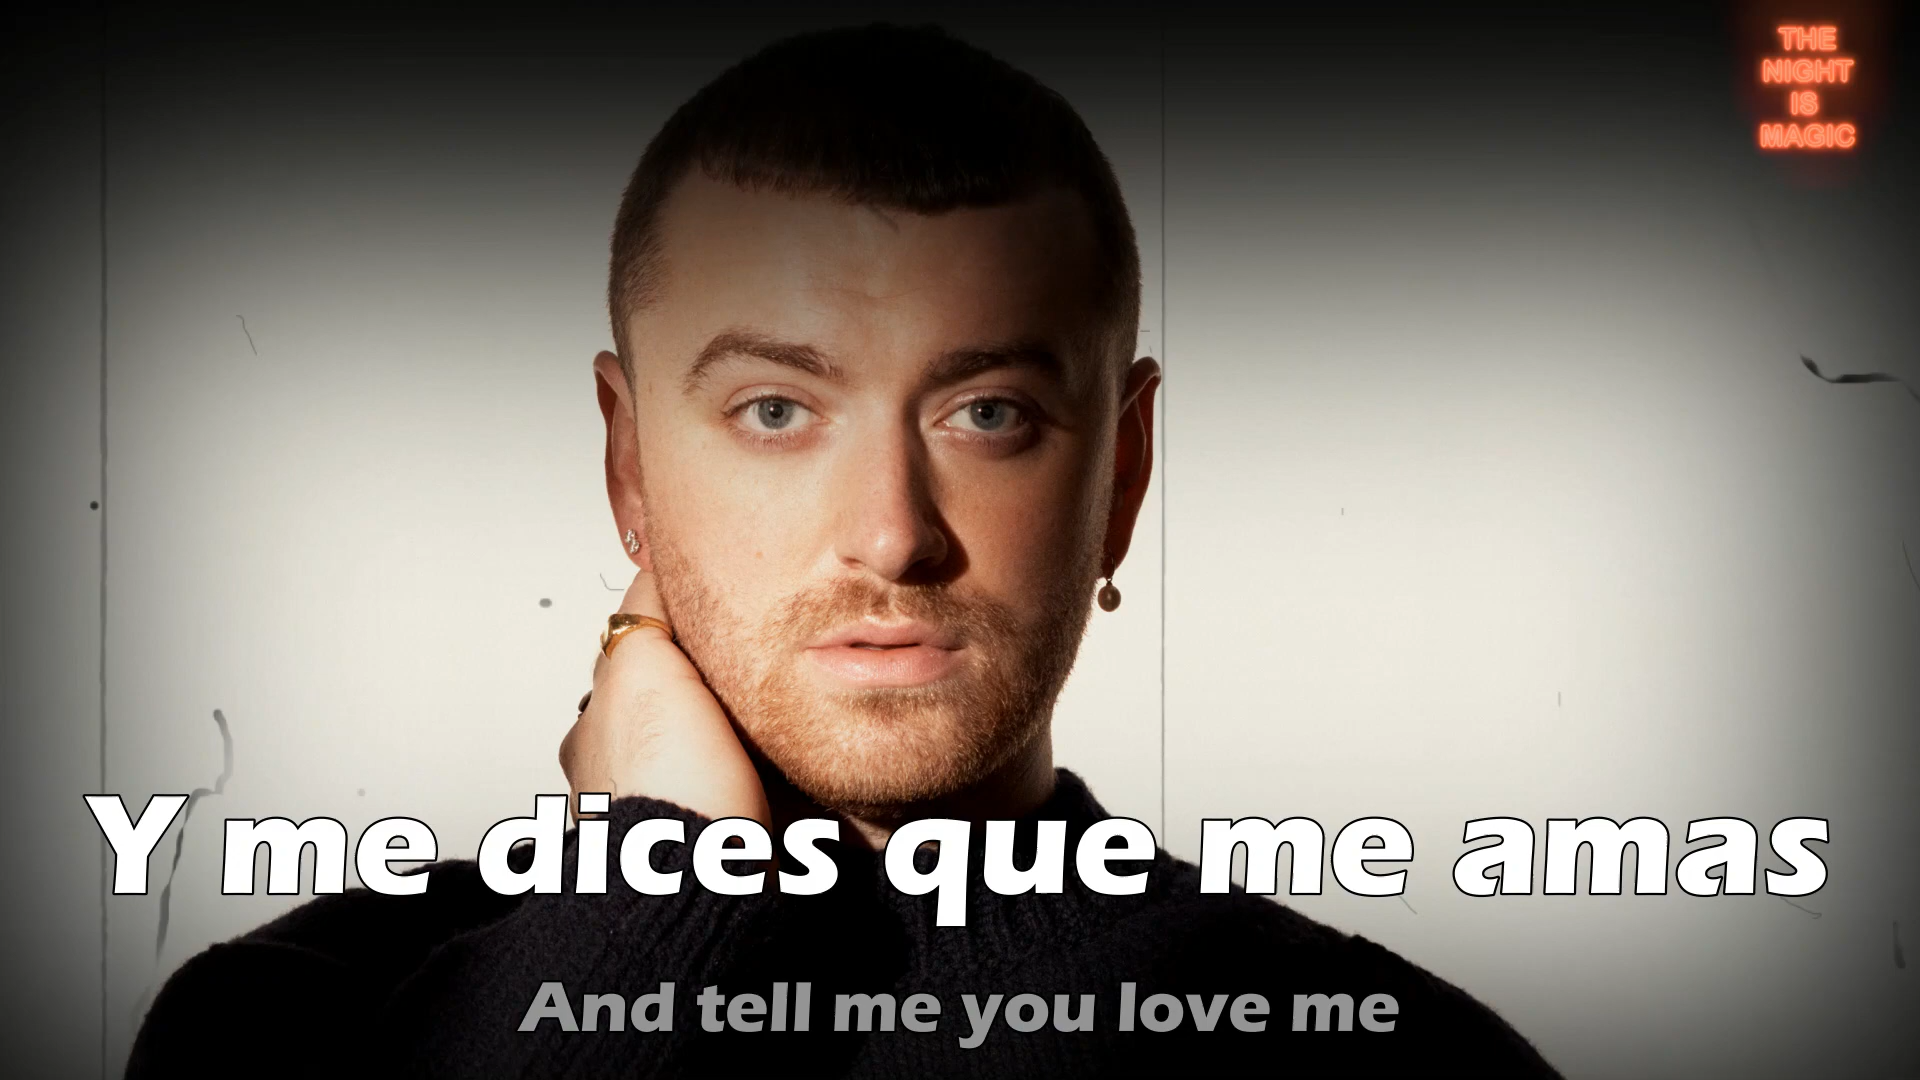 THE
NIGHT
IS
MAGIC
Y me dices que me amas
And tell me you love me